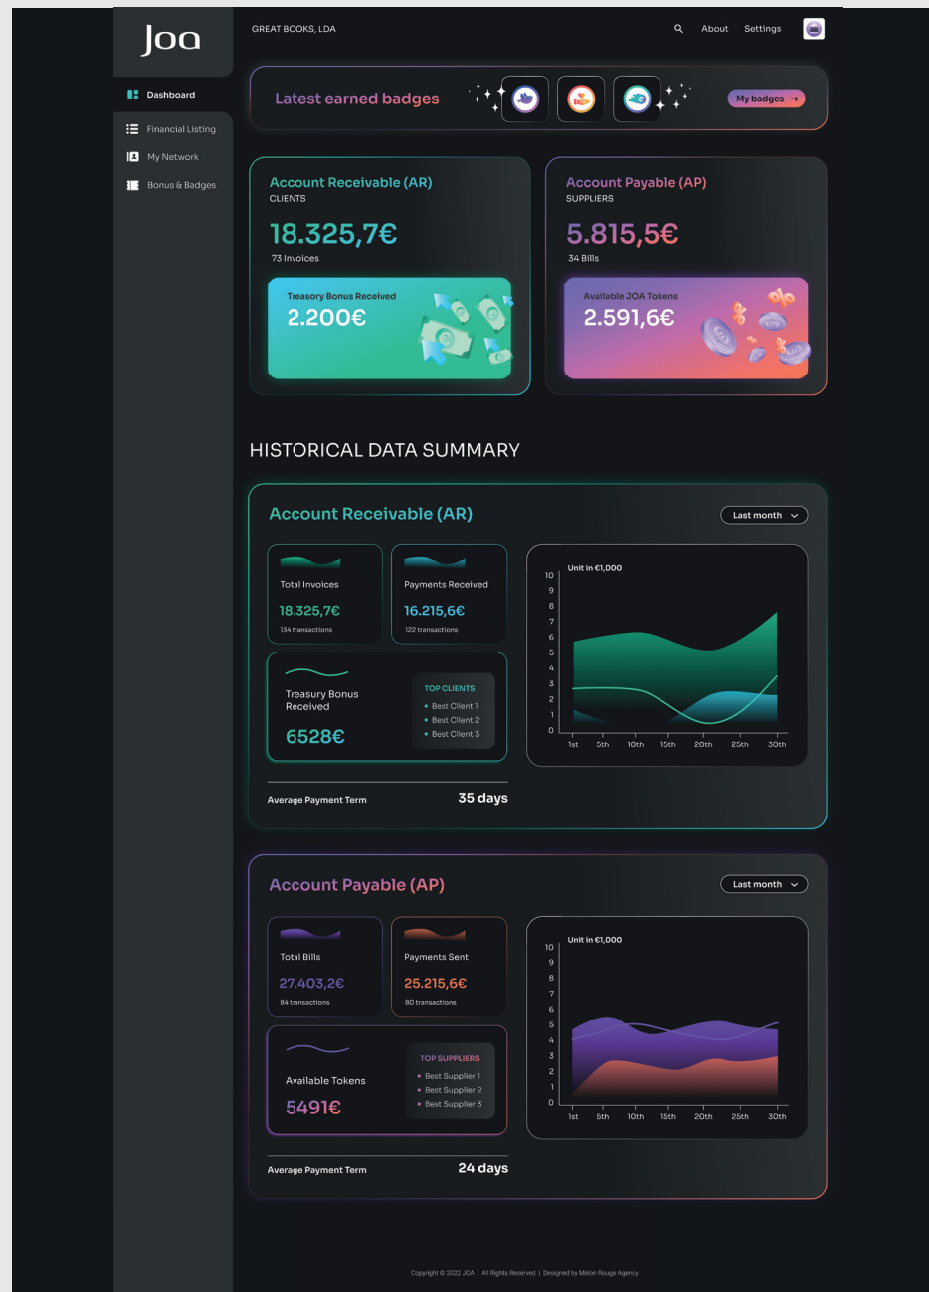 Joa
GREAT BOOKS, LDA
About
Settings
Dashboard
Financial Listing
My Network
Bonus & Badges
Latest earned badges
My badges →
Account Receivable (AR)
CLIENTS
18.325,7€
73 Invoices
Treasury Bonus Received
2.200€
Account Payable (AP)
SUPPLIERS
5.815,5€
34 Bills
Available JOA Tokens
2.591,6€
HISTORICAL DATA SUMMARY
Account Receivable (AR)
Last month
Total Invoices
18.325,7€
134 transactions
Payments Received
16.215,6€
122 transactions
Treasury Bonus
Received
6528€
TOP CLIENTS
• Best Client 1
• Best Client 2
• Best Client 3
Average Payment Term
35 days
Unit in €1,000
10
9
8
7
6
5
4
3
2
1
0
1st 5th 10th 15th 20th 25th 30th
Account Payable (AP)
Last month
Total Bills
27.403,2€
84 transactions
Payments Sent
25.215,6€
80 transactions
Available Tokens
5491€
TOP SUPPLIERS
• Best Supplier 1
• Best Supplier 2
• Best Supplier 3
Average Payment Term
24 days
Unit in €1,000
10
9
8
7
6
5
4
3
2
1
0
1st 5th 10th 15th 20th 25th 30th
Copyright © 2022 JOA All Rights Reserved | Designed by Melon Rouge Agency